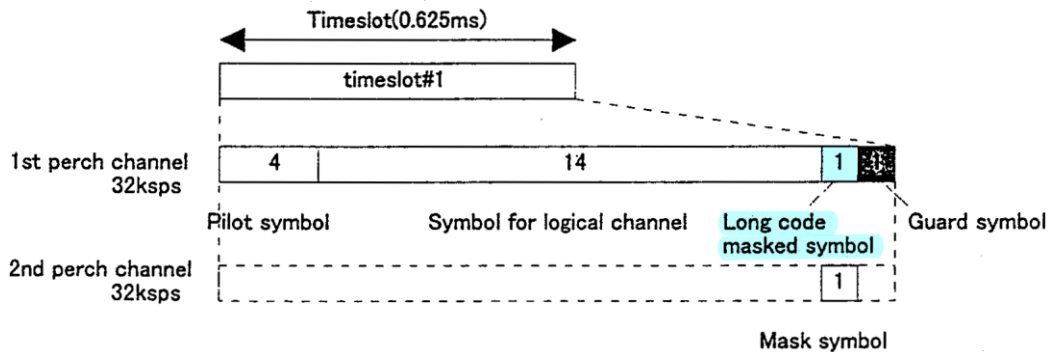 Timeslot(0.625ms)
timeslot#1
1st perch channel
32ksps
4
14
1
1
Pilot symbol
Symbol for logical channel
Long code
masked symbol
Guard symbol
2nd perch channel
32ksps
1
Mask symbol